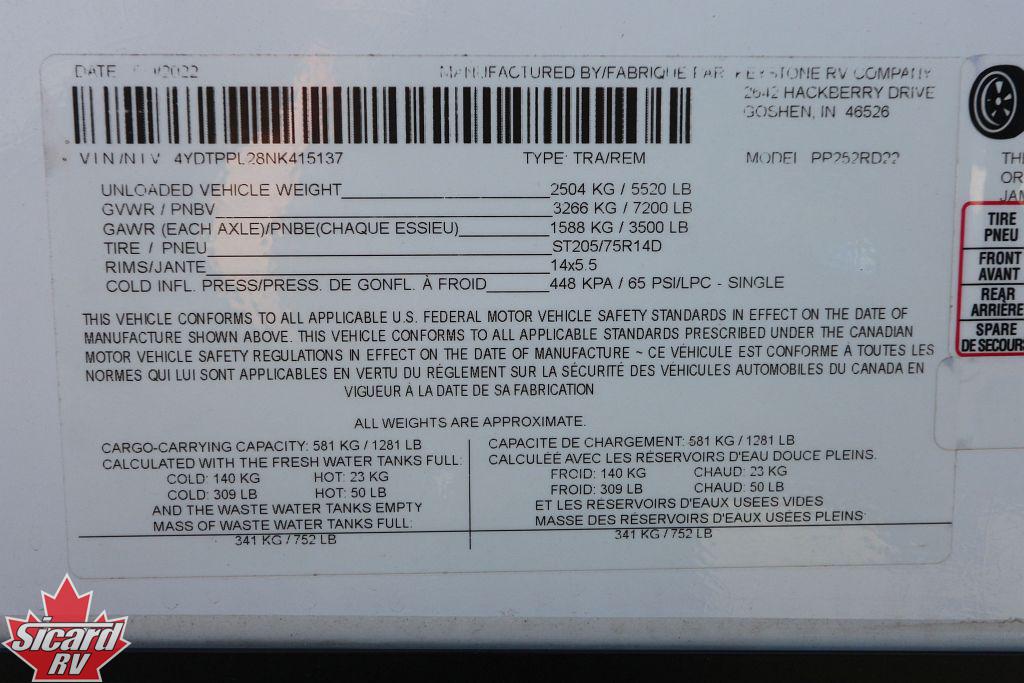 DATE /2022 MANUFACTURED BY/FABRIQUE PAR KEYSTONE RV COMPANY
2642 HACKBERRY DRIVE
GOSHEN, IN 46526
VIN/NIV 4YDTPPL28NK415137 TYPE: TRA/REM MODEL PP252RD22
UNLOADED VEHICLE WEIGHT 2504 KG / 5520 LB
GVWR / PNBV 3266 KG / 7200 LB
GAWR (EACH AXLE)/PNBE(CHAQUE ESSIEU) 1588 KG / 3500 LB
TIRE / PNEU ST205/75R14D
RIMS/JANTE 14x5.5
COLD INFL. PRESS/PRESS. DE GONFL. À FROID 448 KPA / 65 PSI/LPC - SINGLE
THIS VEHICLE CONFORMS TO ALL APPLICABLE U.S. FEDERAL MOTOR VEHICLE SAFETY STANDARDS IN EFFECT ON THE DATE OF
MANUFACTURE SHOWN ABOVE. THIS VEHICLE CONFORMS TO ALL APPLICABLE STANDARDS PRESCRIBED UNDER THE CANADIAN
MOTOR VEHICLE SAFETY REGULATIONS IN EFFECT ON THE DATE OF MANUFACTURE ~ CE VÉHICULE EST CONFORME À TOUTES LES
NORMES QUI LUI SONT APPLICABLES EN VERTU DU RÈGLEMENT SUR LA SÉCURITÉ DES VÉHICULES AUTOMOBILES DU CANADA EN
VIGUEUR À LA DATE DE SA FABRICATION
ALL WEIGHTS ARE APPROXIMATE.
CARGO-CARRYING CAPACITY: 581 KG / 1281 LB
CALCULATED WITH THE FRESH WATER TANKS FULL:
COLD: 140 KG HOT: 23 KG
COLD: 309 LB HOT: 50 LB
AND THE WASTE WATER TANKS EMPTY
MASS OF WASTE WATER TANKS FULL:
341 KG / 752 LB
CAPACITE DE CHARGEMENT: 581 KG / 1281 LB
CALCULÉE AVEC LES RÉSERVOIRS D'EAU DOUCE PLEINS.
FROID: 140 KG CHAUD: 23 KG
FROID: 309 LB CHAUD: 50 LB
ET LES RESERVOIRS D'EAUX USEES VIDES
MASSE DES RESERVOIRS D'EAUX USÉES PLEINS
341 KG / 752 LB
TIRE
PNEU
FRONT
AVANT
REAR
ARRIÈRE
SPARE
DE SECOURS
Sicard
RV